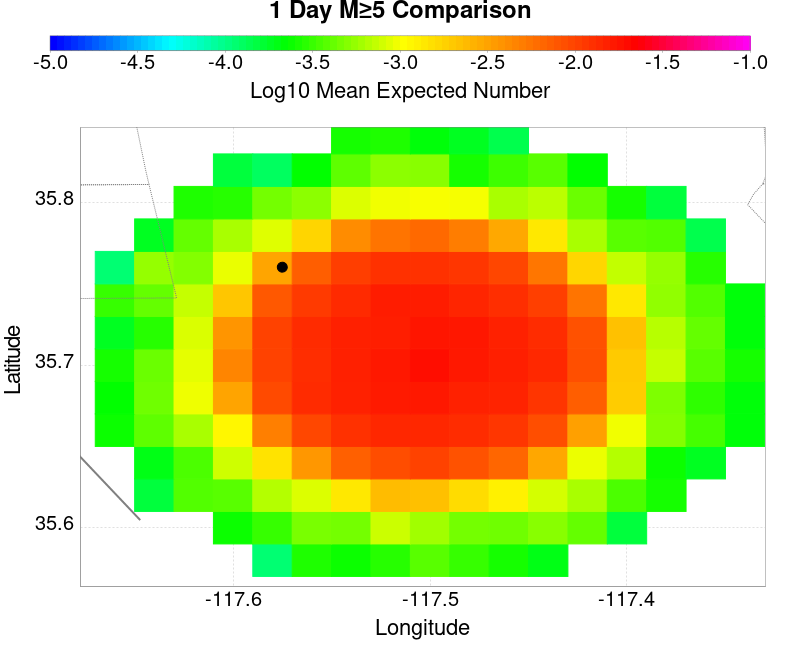 1 Day M≥5 Comparison
-5.0 -4.5 -4.0 -3.5 -3.0 -2.5 -2.0 -1.5 -1.0
Log10 Mean Expected Number
35.8
35.7
35.6
Latitude
-117.6 -117.5 -117.4
Longitude